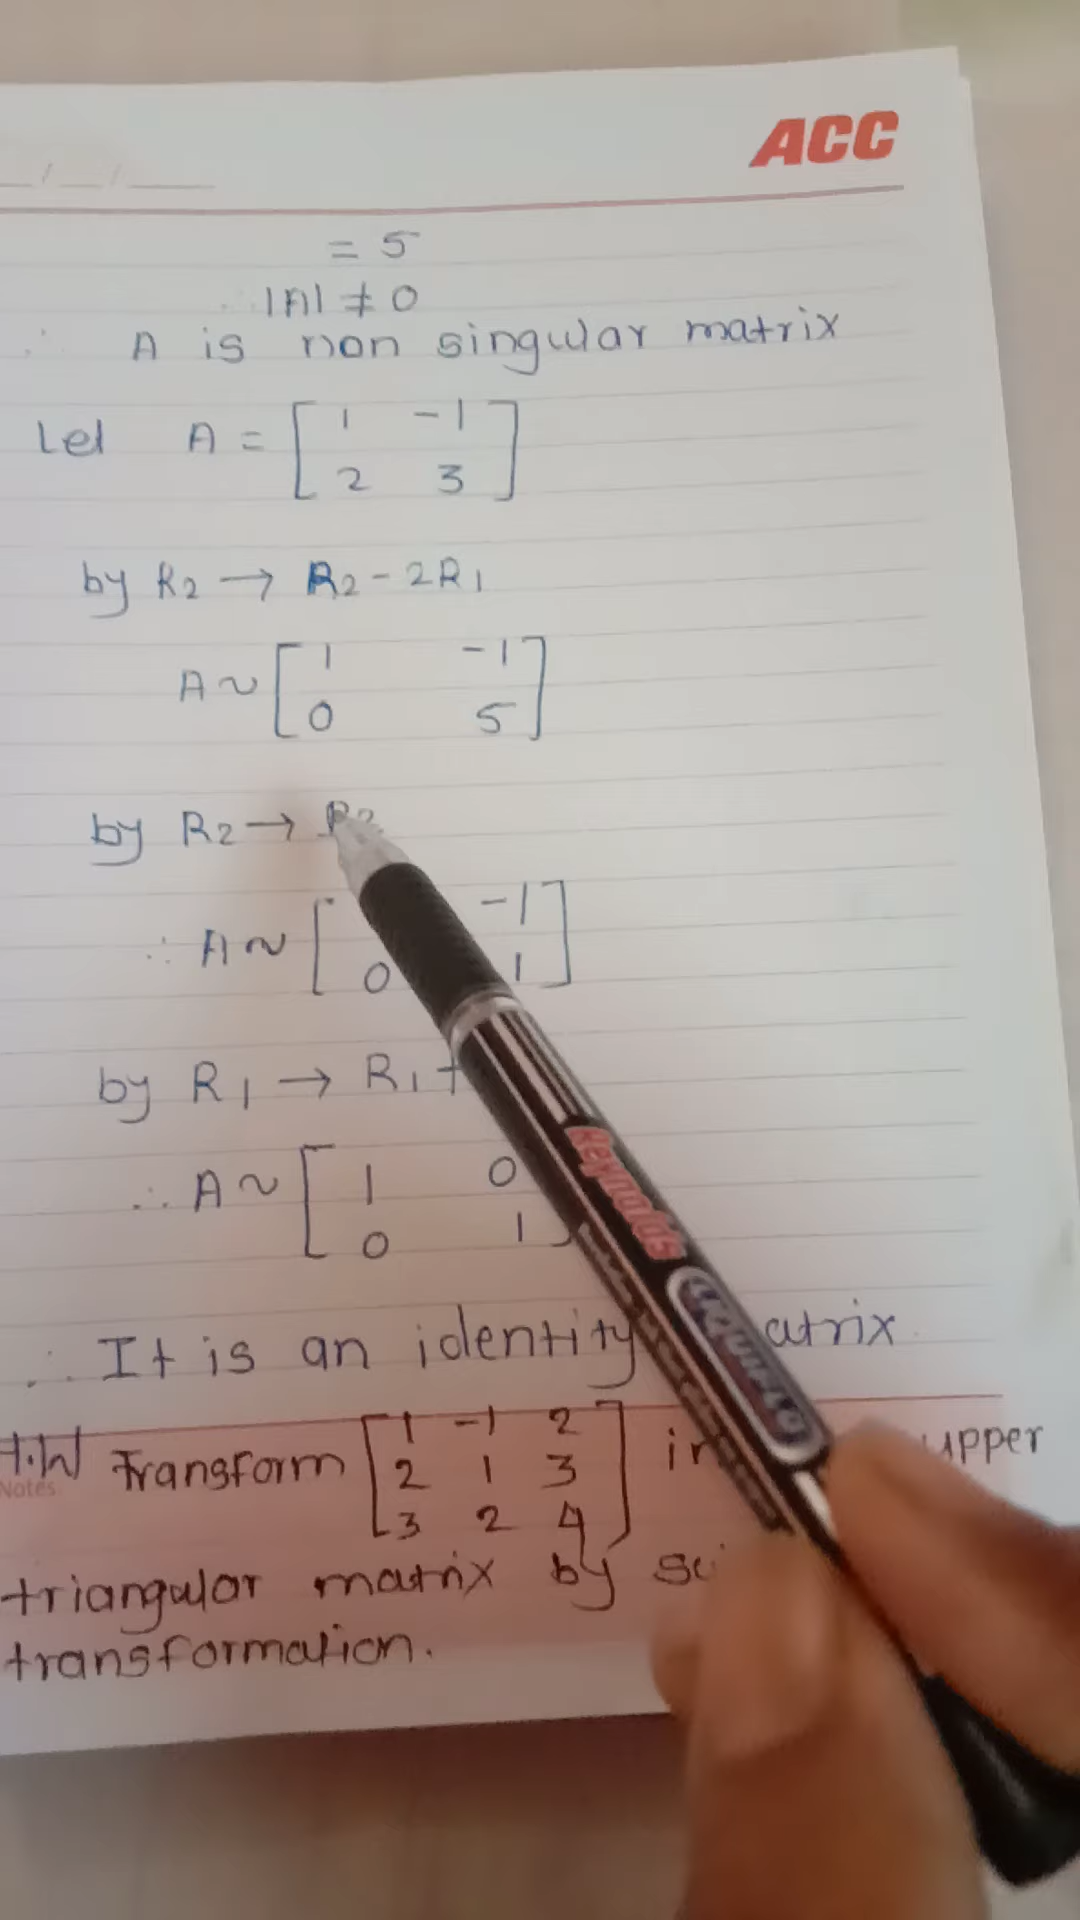 ACC
= 5
∴ |A| ≠ 0
∴ A is non singular matrix
Let A = [ 1 -1
2 3 ]
by R2 → R2 - 2R1
A ~ [ 1 -1
0 5 ]
by R2 → R2
∴ A ~ [ -1
0 1 ]
by R1 → R1 +
∴ A ~ [ 1 0
0 1 ]
∴ It is an identity
H.W Transform [ 1 -1 2
2 1 3
3 2 4 ] upper
Notes
triangular matrix by
transformation.
Reynolds